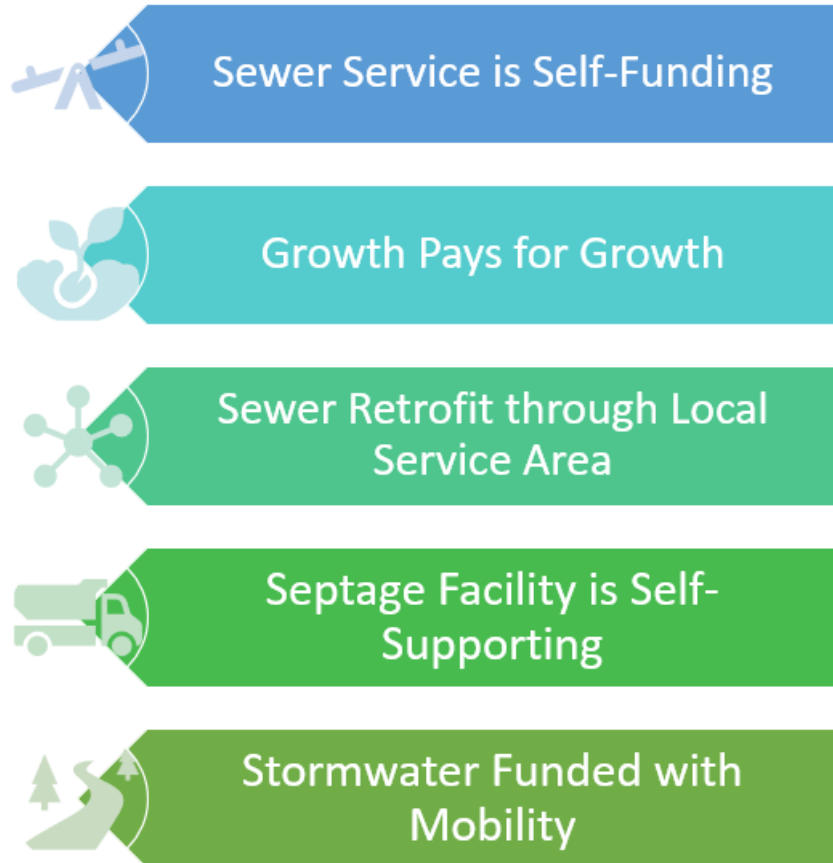 Sewer Service is Self-Funding
Growth Pays for Growth
Sewer Retrofit through Local
Service Area
Septage Facility is Self-
Supporting
Stormwater Funded with
Mobility